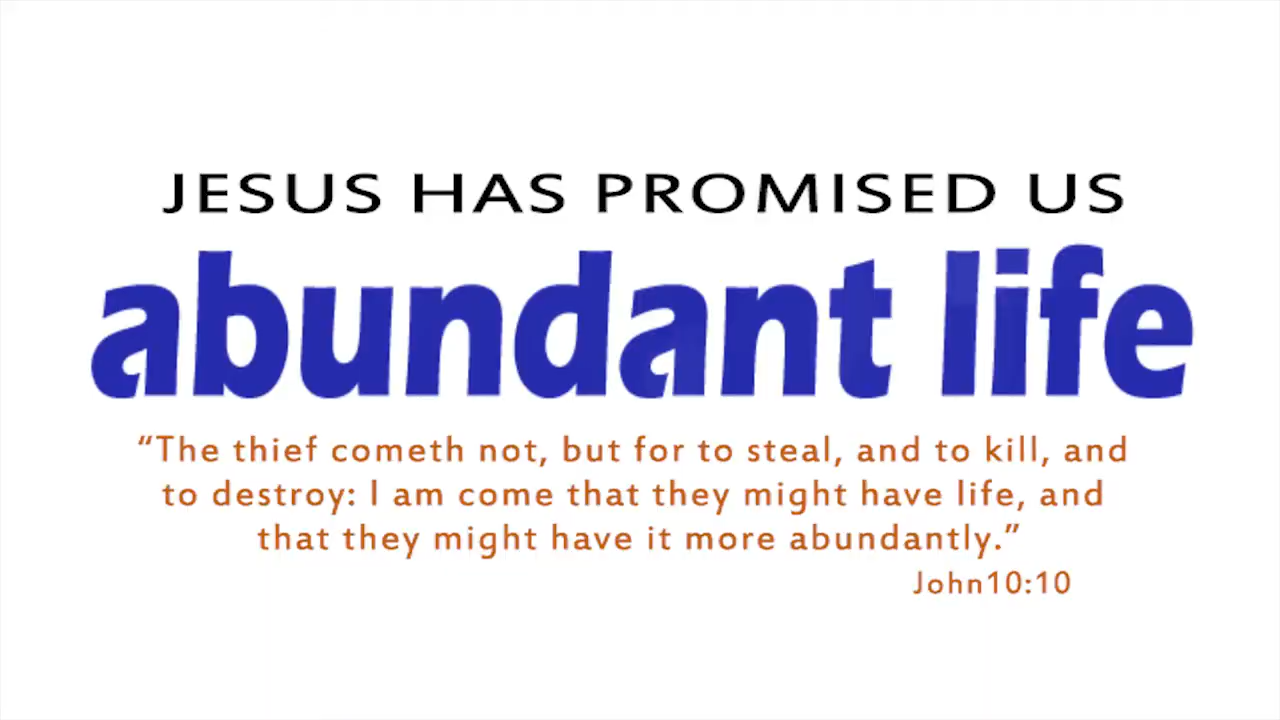 JESUS HAS PROMISED US
abundant life
“The thief cometh not, but for to steal, and to kill, and
to destroy: I am come that they might have life, and
that they might have it more abundantly.”
John10:10